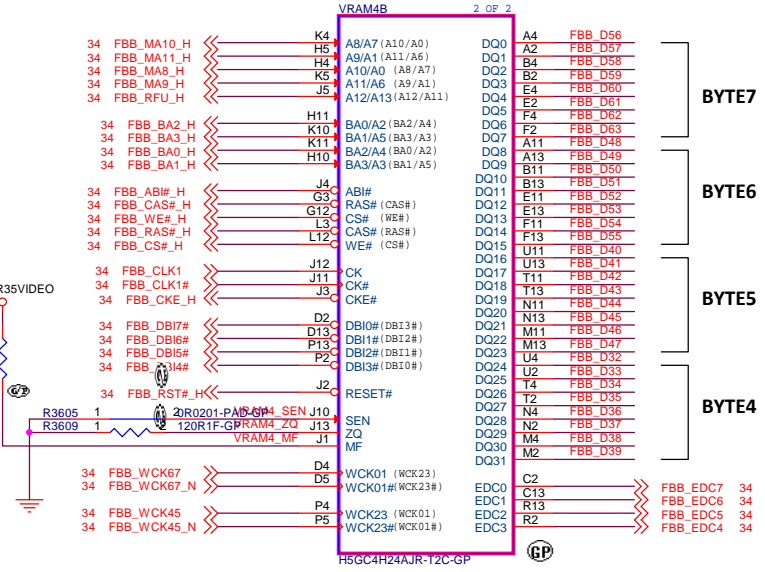 VRAM4B 2 OF 2
34 FBB_MA10_H K4 A8/A7 (A10/A0) DQ0 A4 FBB_D56
34 FBB_MA11_H H5 A9/A1 (A11/A6) DQ1 A2 FBB_D57
34 FBB_MA8_H H4 A10/A0 (A8/A7) DQ2 B4 FBB_D58
34 FBB_MA9_H K5 A11/A6 (A9/A1) DQ3 B2 FBB_D59
34 FBB_RFU_H J5 A12/A13 (A12/A11) DQ4 E4 FBB_D60
DQ5 E2 FBB_D61
34 FBB_BA2_H H11 BA0/A2 (BA2/A4) DQ6 F4 FBB_D62
34 FBB_BA3_H K10 BA1/A5 (BA3/A3) DQ7 F2 FBB_D63
BYTE7
34 FBB_BA0_H K11 BA2/A4 (BA0/A2) DQ8 A11 FBB_D48
34 FBB_BA1_H H10 BA3/A3 (BA1/A5) DQ9 A13 FBB_D49
DQ10 B11 FBB_D50
34 FBB_ABI#_H J4 ABI# DQ11 B13 FBB_D51
34 FBB_CAS#_H G3 RAS# (CAS#) DQ12 E11 FBB_D52
34 FBB_WE#_H G12 CS# (WE#) DQ13 E13 FBB_D53
34 FBB_RAS#_H L3 CAS# (RAS#) DQ14 F11 FBB_D54
34 FBB_CS#_H L12 WE# (CS#) DQ15 F13 FBB_D55
BYTE6
DQ16 U11 FBB_D40
34 FBB_CLK1 J12 CK DQ17 U13 FBB_D41
34 FBB_CLK1# J11 CK# DQ18 T11 FBB_D42
34 FBB_CKE_H J3 CKE# DQ19 T13 FBB_D43
R35VIDEO
DQ20 N11 FBB_D44
34 FBB_DBI7# D2 DBI0# (DBI3#) DQ21 N13 FBB_D45
34 FBB_DBI6# D13 DBI1# (DBI2#) DQ22 M11 FBB_D46
34 FBB_DBI5# P13 DBI2# (DBI1#) DQ23 M13 FBB_D47
BYTE5
34 P2 DBI3# (DBI0#) DQ24 U4 FBB_D32
DQ25 U2 FBB_D33
34 FBB_RST#_H J2 RESET# DQ26 T4 FBB_D34
DQ27 T2 FBB_D35
R3605 1 2 0R0201-PAD-GP VRAM4_SEN J10 SEN DQ28 N4 FBB_D36
R3609 1 2 120R1F-GP VRAM4_ZQ J13 ZQ DQ29 N2 FBB_D37
VRAM4_MF J1 MF DQ30 M4 FBB_D38
DQ31 M2 FBB_D39
BYTE4
34 FBB_WCK67 D4 WCK01 (WCK23)
34 FBB_WCK67_N D5 WCK01# (WCK23#) EDC0 C2 FBB_EDC7 34
EDC1 C13 FBB_EDC6 34
34 FBB_WCK45 P4 WCK23 (WCK01) EDC2 R13 FBB_EDC5 34
34 FBB_WCK45_N P5 WCK23# (WCK01#) EDC3 R2 FBB_EDC4 34
GP
H5GC4H24AJR-T2C-GP